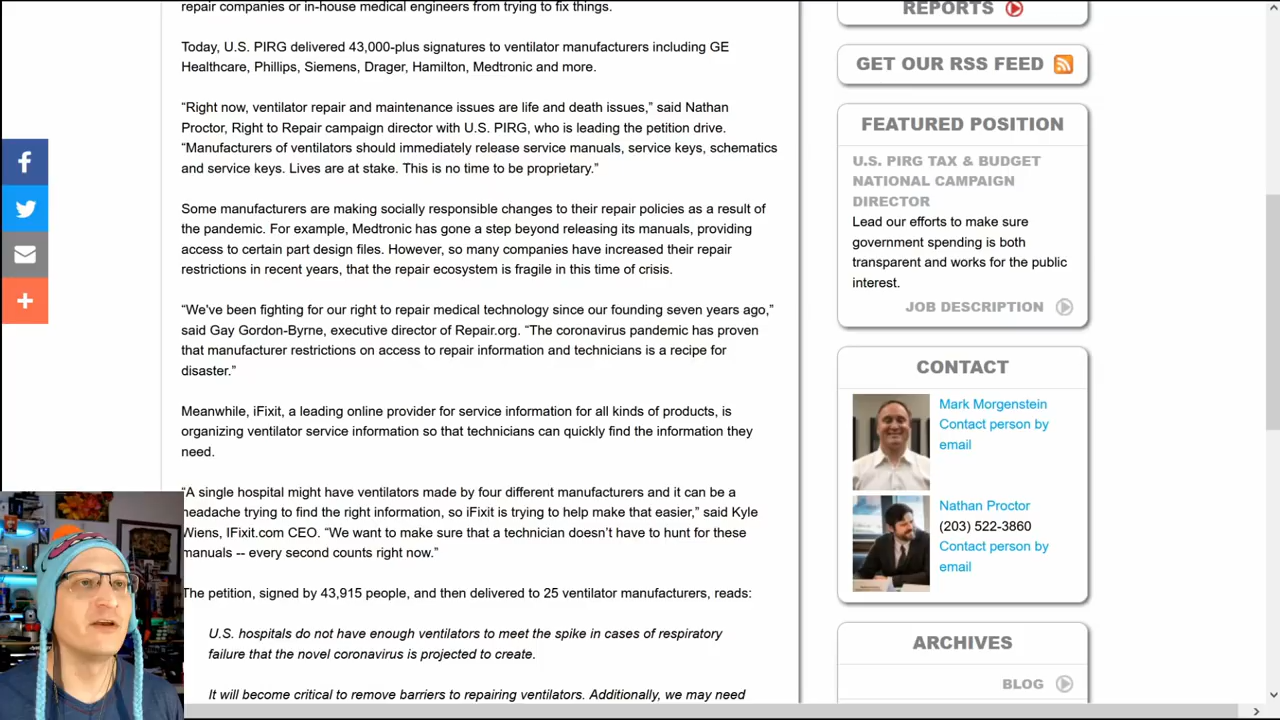 repair companies or in-house medical engineers from trying to fix things.
Today, U.S. PIRG delivered 43,000-plus signatures to ventilator manufacturers including GE
Healthcare, Phillips, Siemens, Drager, Hamilton, Medtronic and more.
“Right now, ventilator repair and maintenance issues are life and death issues,” said Nathan
Proctor, Right to Repair campaign director with U.S. PIRG, who is leading the petition drive.
“Manufacturers of ventilators should immediately release service manuals, service keys, schematics
and service keys. Lives are at stake. This is no time to be proprietary.”
Some manufacturers are making socially responsible changes to their repair policies as a result of
the pandemic. For example, Medtronic has gone a step beyond releasing its manuals, providing
access to certain part design files. However, so many companies have increased their repair
restrictions in recent years, that the repair ecosystem is fragile in this time of crisis.
“We’ve been fighting for our right to repair medical technology since our founding seven years ago,”
said Gay Gordon-Byrne, executive director of Repair.org. “The coronavirus pandemic has proven
that manufacturer restrictions on access to repair information and technicians is a recipe for
disaster.”
Meanwhile, iFixit, a leading online provider for service information for all kinds of products, is
organizing ventilator service information so that technicians can quickly find the information they
need.
“A single hospital might have ventilators made by four different manufacturers and it can be a
headache trying to find the right information, so iFixit is trying to help make that easier,” said Kyle
Wiens, IFixit.com CEO. “We want to make sure that a technician doesn’t have to hunt for these
manuals -- every second counts right now.”
The petition, signed by 43,915 people, and then delivered to 25 ventilator manufacturers, reads:
U.S. hospitals do not have enough ventilators to meet the spike in cases of respiratory
failure that the novel coronavirus is projected to create.
It will become critical to remove barriers to repairing ventilators. Additionally, we may need
REPORTS
GET OUR RSS FEED
FEATURED POSITION
U.S. PIRG TAX & BUDGET
NATIONAL CAMPAIGN
DIRECTOR
Lead our efforts to make sure
government spending is both
transparent and works for the public
interest.
JOB DESCRIPTION
CONTACT
Mark Morgenstein
Contact person by
email
Nathan Proctor
(203) 522-3860
Contact person by
email
ARCHIVES
BLOG